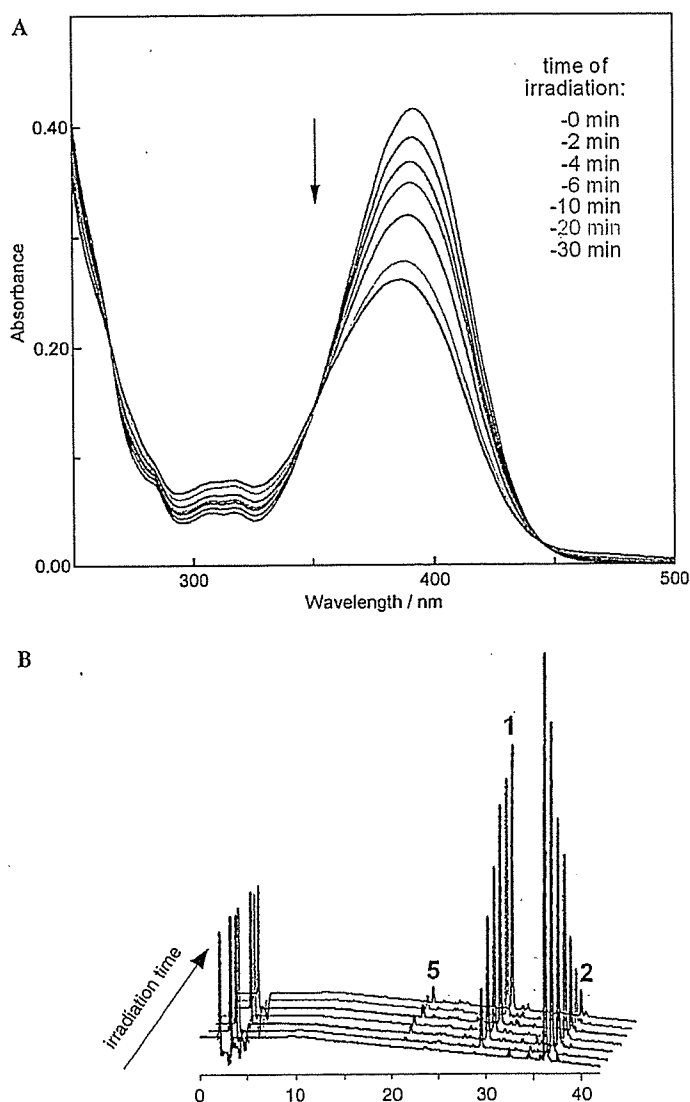 A
time of
irradiation:
-0 min
-2 min
-4 min
-6 min
-10 min
-20 min
-30 min
0.40
0.20
0.00
Absorbance
300
400
500
Wavelength / nm
B
1
5
2
irradiation time
0
10
20
30
40